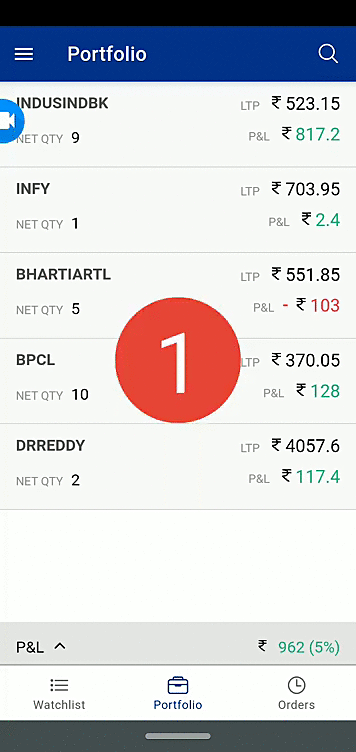 Portfolio
INDUSINDBK LTP ₹ 523.15
NET QTY 9 P&L ₹ 817.2
INFY LTP ₹ 703.95
NET QTY 1 P&L ₹ 2.4
BHARTIARTL LTP ₹ 551.85
NET QTY 5 P&L - ₹ 103
BPCL LTP ₹ 370.05
1
NET QTY 10 P&L ₹ 128
DRREDDY LTP ₹ 4057.6
NET QTY 2 P&L ₹ 117.4
P&L ₹ 962 (5%)
Watchlist Portfolio Orders